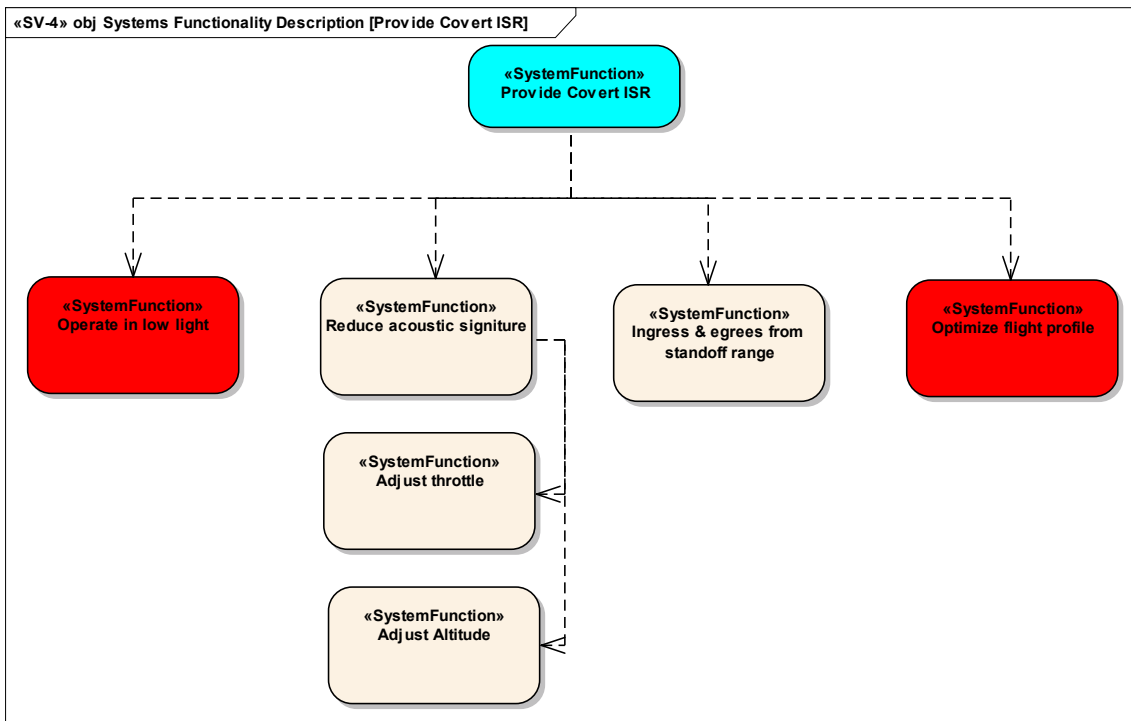 «SV-4» obj Systems Functionality Description [Provide Covert ISR]
«SystemFunction»
Provide Covert ISR
«SystemFunction»
Operate in low light
«SystemFunction»
Reduce acoustic signiture
«SystemFunction»
Ingress & egrees from
standoff range
«SystemFunction»
Optimize flight profile
«SystemFunction»
Adjust throttle
«SystemFunction»
Adjust Altitude